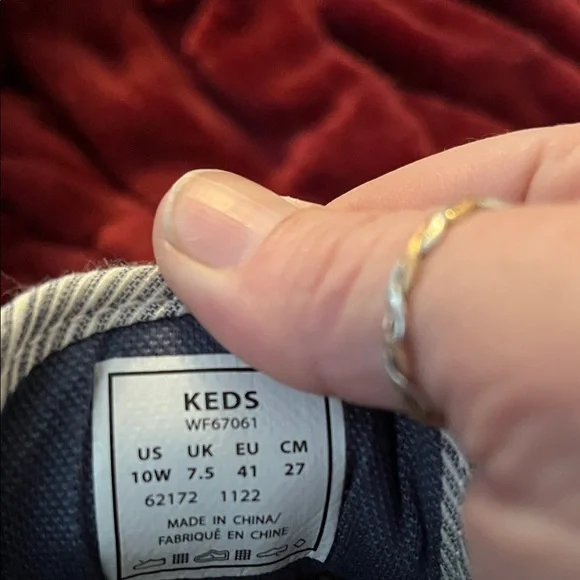 KEDS
WF67061
US UK EU CM
10W 7.5 41 27
62172 1122
MADE IN CHINA/
FABRIQUÉ EN CHINE